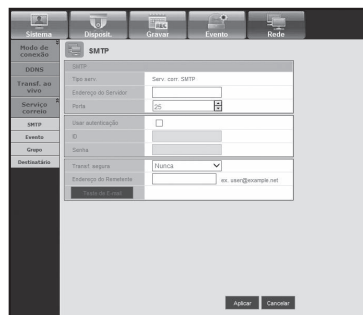 Sistema
Disposit.
Gravar
Evento
Rede
Modo de
conexão
DDNS
Transf. ao
vivo
Serviço
correio
SMTP
Evento
Grupo
Destinatário
SMTP
SMTP
Tipo serv. Serv. corr. SMTP
Endereço do Servidor
Porta 25
Usar autenticação
ID
Senha
Transf. segura Nunca
Endereço do Remetente ex. user@example.net
Teste de E-mail
Aplicar Cancelar